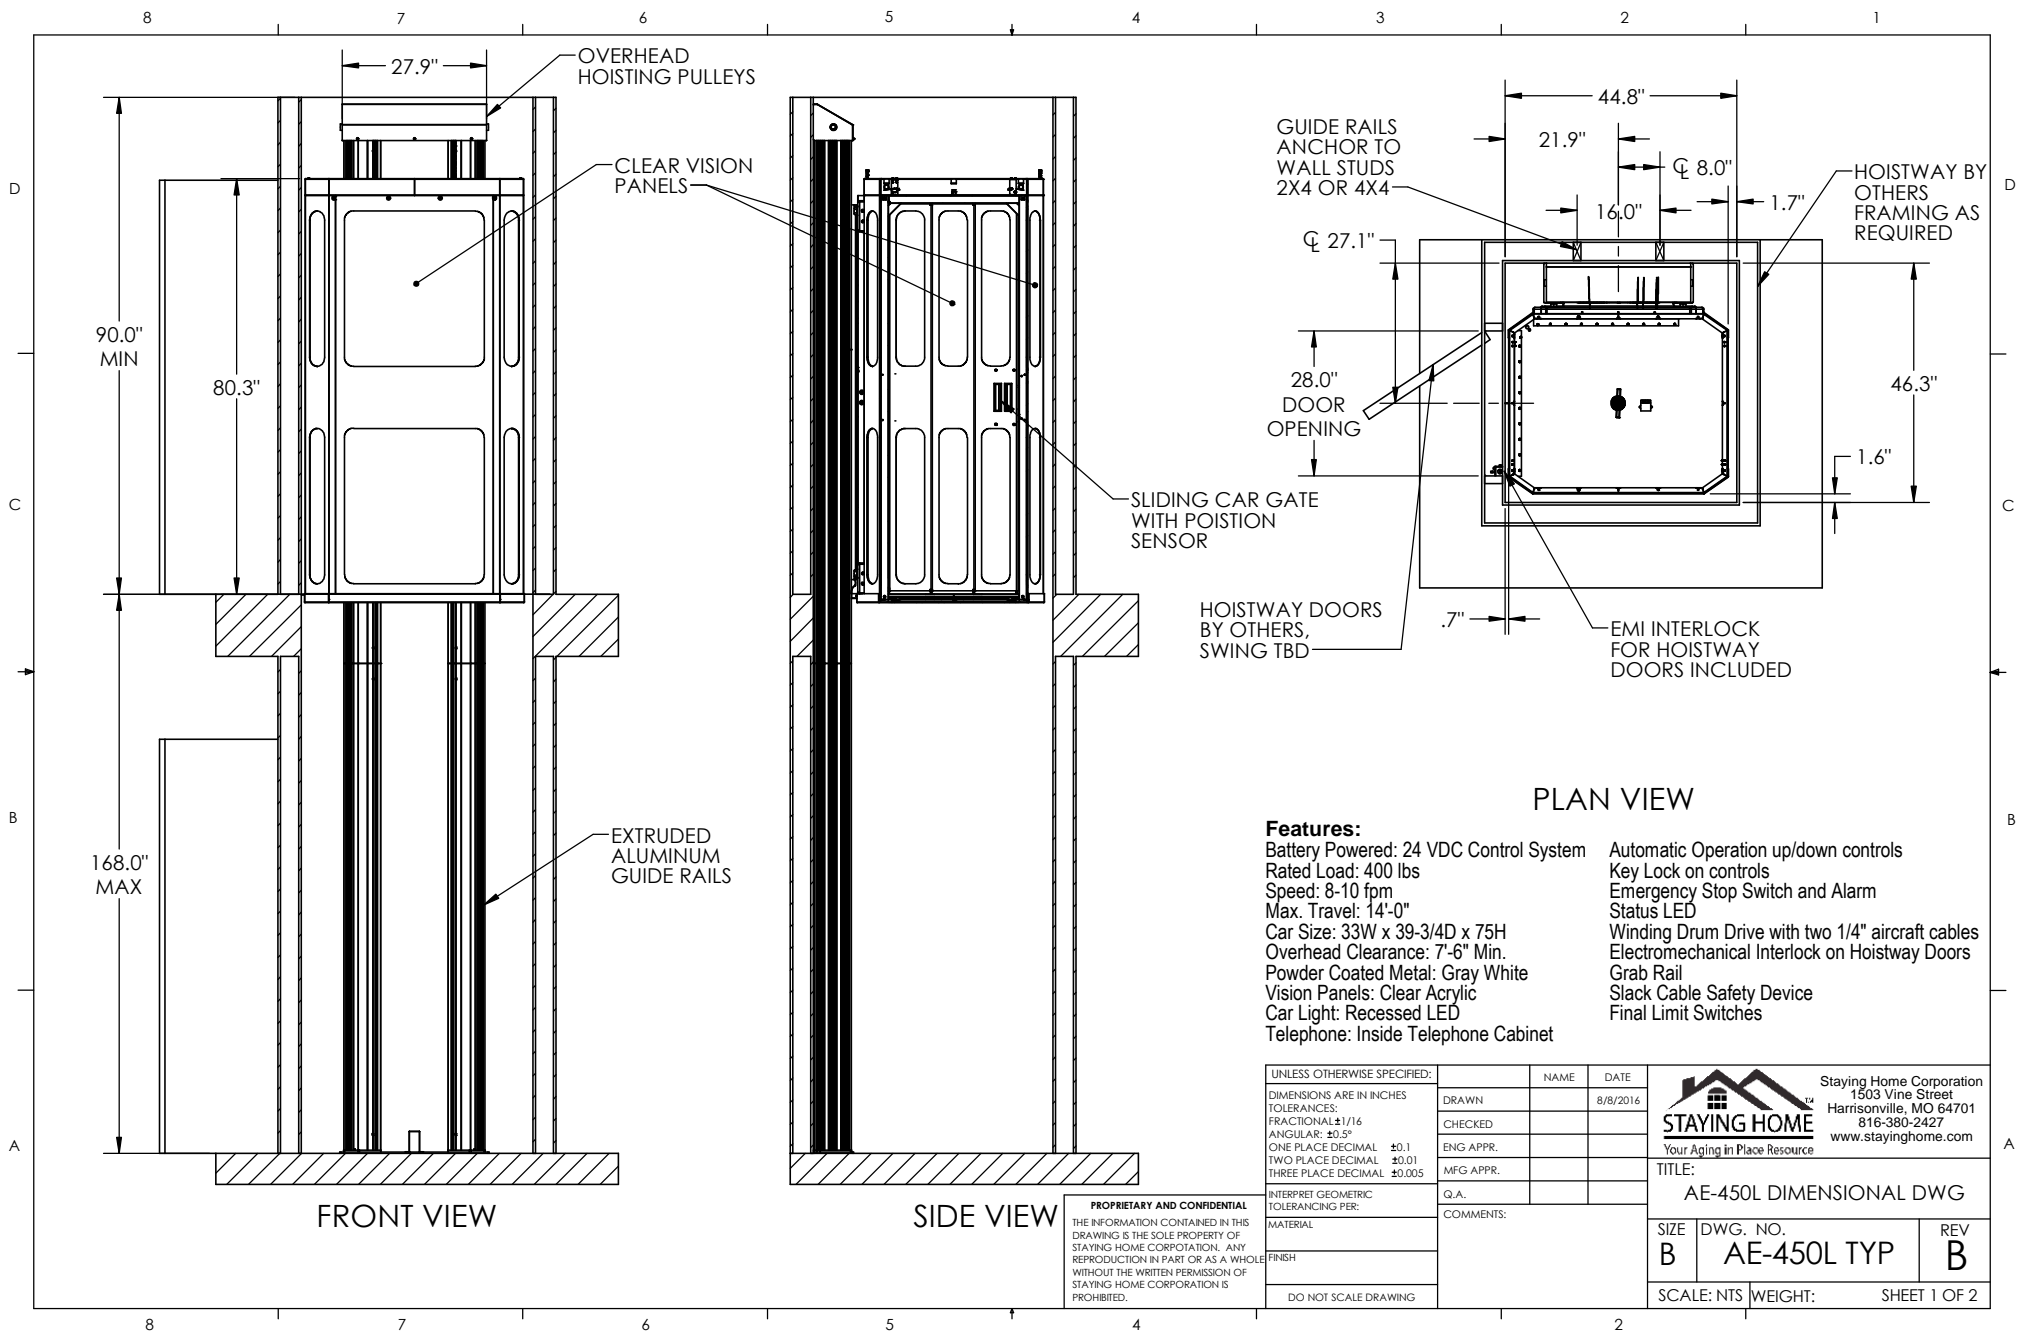 8 7 6 5 4 3 2 1
27.9"
OVERHEAD
HOISTING PULLEYS
CLEAR VISION
PANELS
90.0"
MIN
80.3"
168.0"
MAX
EXTRUDED
ALUMINUM
GUIDE RAILS
FRONT VIEW
SLIDING CAR GATE
WITH POISTION
SENSOR
SIDE VIEW
44.8"
21.9"
℄ 8.0"
16.0"
1.7"
GUIDE RAILS
ANCHOR TO
WALL STUDS
2X4 OR 4X4
HOISTWAY BY
OTHERS
FRAMING AS
REQUIRED
℄ 27.1"
28.0"
DOOR
OPENING
46.3"
1.6"
.7"
HOISTWAY DOORS
BY OTHERS,
SWING TBD
EMI INTERLOCK
FOR HOISTWAY
DOORS INCLUDED
PLAN VIEW
Features:
Battery Powered: 24 VDC Control System
Rated Load: 400 lbs
Speed: 8-10 fpm
Max. Travel: 14'-0"
Car Size: 33W x 39-3/4D x 75H
Overhead Clearance: 7'-6" Min.
Powder Coated Metal: Gray White
Vision Panels: Clear Acrylic
Car Light: Recessed LED
Telephone: Inside Telephone Cabinet
Automatic Operation up/down controls
Key Lock on controls
Emergency Stop Switch and Alarm
Status LED
Winding Drum Drive with two 1/4" aircraft cables
Electromechanical Interlock on Hoistway Doors
Grab Rail
Slack Cable Safety Device
Final Limit Switches
D
C
B
A
D
C
B
A
PROPRIETARY AND CONFIDENTIAL
THE INFORMATION CONTAINED IN THIS
DRAWING IS THE SOLE PROPERTY OF
STAYING HOME CORPOTATION. ANY
REPRODUCTION IN PART OR AS A WHOLE
WITHOUT THE WRITTEN PERMISSION OF
STAYING HOME CORPORATION IS
PROHIBITED.
UNLESS OTHERWISE SPECIFIED:
DIMENSIONS ARE IN INCHES
TOLERANCES:
FRACTIONAL±1/16
ANGULAR: ±0.5°
ONE PLACE DECIMAL ±0.1
TWO PLACE DECIMAL ±0.01
THREE PLACE DECIMAL ±0.005
INTERPRET GEOMETRIC
TOLERANCING PER:
MATERIAL
FINISH
DO NOT SCALE DRAWING
NAME DATE
DRAWN 8/8/2016
CHECKED
ENG APPR.
MFG APPR.
Q.A.
COMMENTS:
STAYING HOME
TM
Your Aging in Place Resource
Staying Home Corporation
1503 Vine Street
Harrisonville, MO 64701
816-380-2427
www.stayinghome.com
TITLE:
AE-450L DIMENSIONAL DWG
SIZE
B
DWG. NO.
AE-450L TYP
REV
B
SCALE: NTS WEIGHT: SHEET 1 OF 2
8 7 6 5 4 2